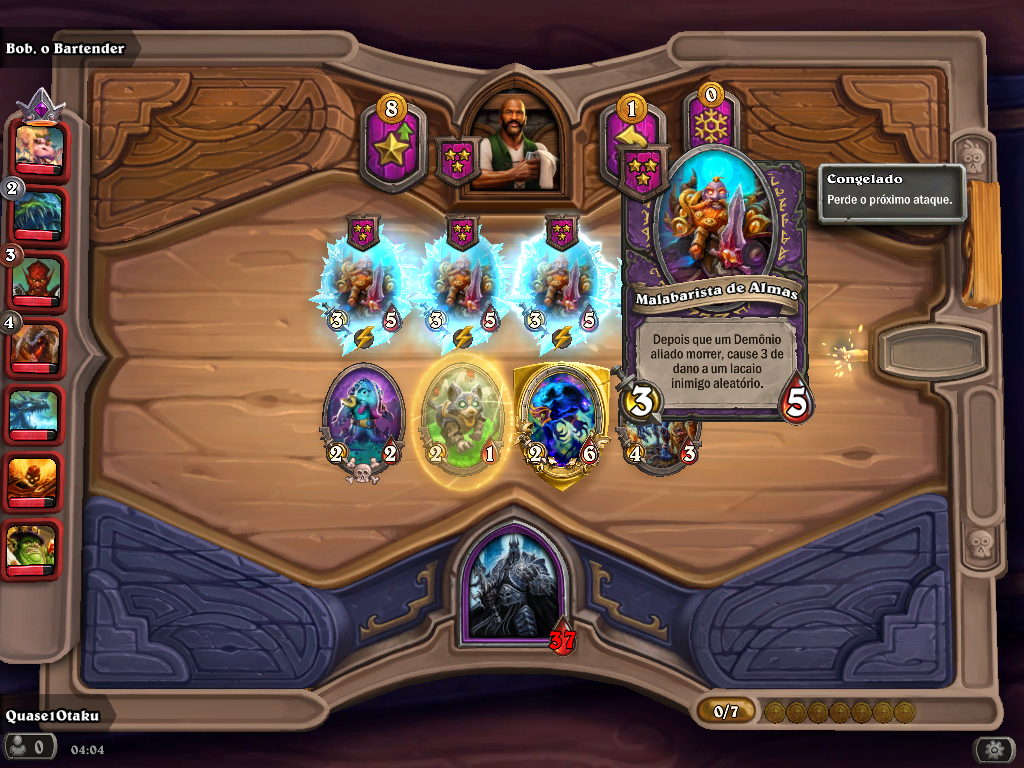 Bob, o Bartender
8
1
0
2
3
4
Congelado
Perde o próximo ataque.
Malabarista de Almas
Depois que um Demônio
aliado morrer, cause 3 de
dano a um lacaio
inimigo aleatório.
3
5
3 5
3 5
3 5
2 2
2 1
2 6
4 3
37
Quase1Otaku
0/7
0
04:04